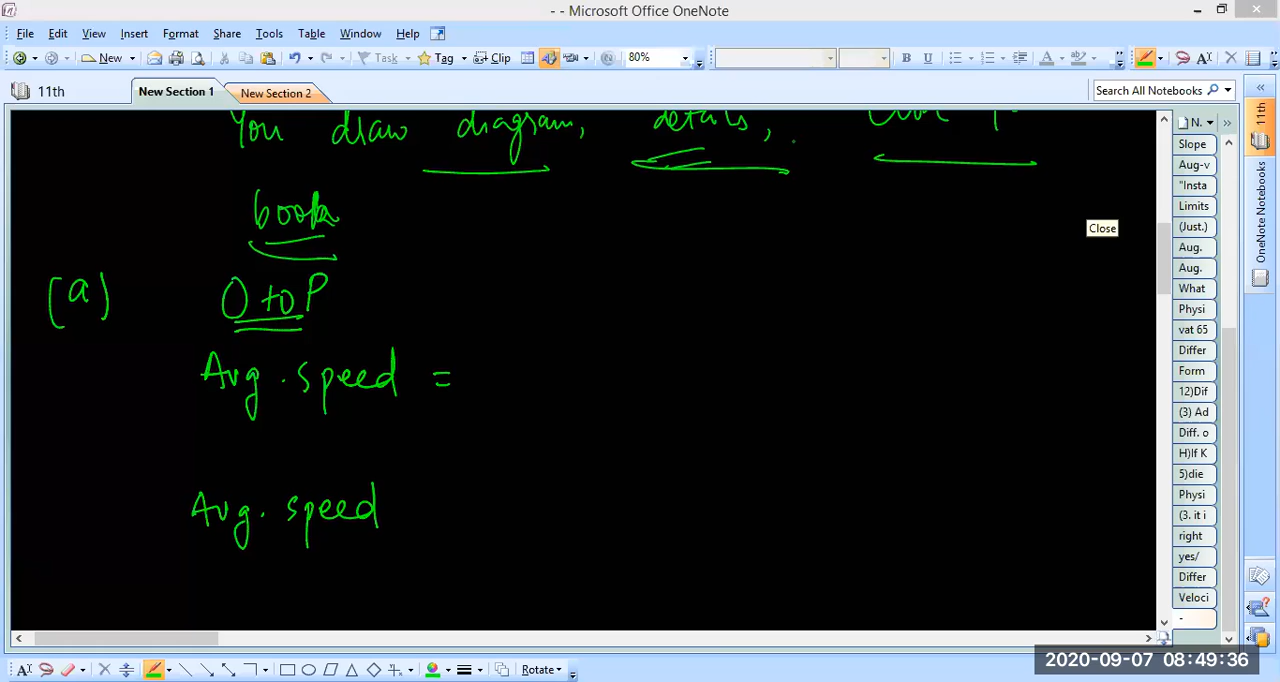 - - Microsoft Office OneNote
File Edit View Insert Format Share Tools Table Window Help
New Task Tag Clip 80% B U A
11th New Section 1 New Section 2 Search All Notebooks
N.
You draw diagram, details,
book
Close
(a) O to P
Avg. speed =
Avg. speed
Slope
Aug-v
"Insta
Limits
(Just.)
Aug.
Aug.
What
Physi
vat 65
Differ
Form
12)Dif
(3) Ad
Diff. o
H)If K
5)die
Physi
(3. it i
right
yes/
Differ
Veloci
-
11th
OneNote Notebooks
Rotate
2020-09-07 08:49:36